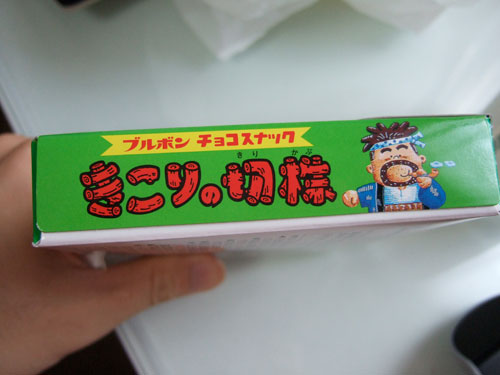 ブルボン チョコスナック
きこりの切株
きり かぶ